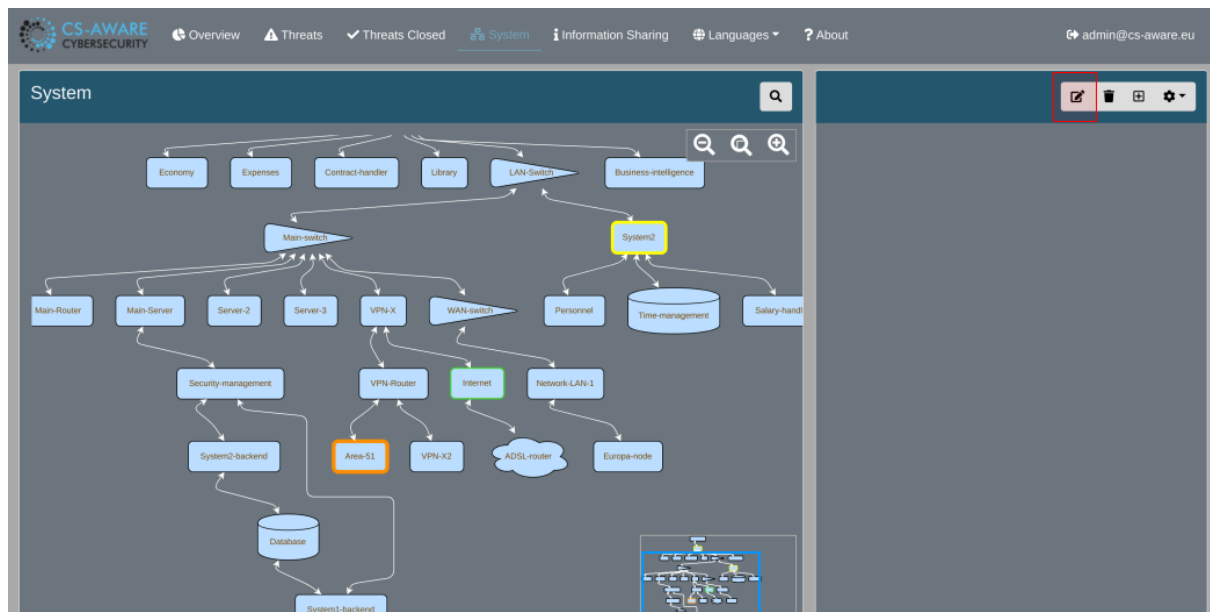 CS-AWARE
CYBERSECURITY
Overview
Threats
Threats Closed
System
Information Sharing
Languages
About
admin@cs-aware.eu
System
Economy
Expenses
Contract-handler
Library
LAN-Switch
Business-intelligence
Main-switch
System2
Main-Router
Main-Server
Server-2
Server-3
VPN-X
WAN-switch
Personnel
Time-management
Salary-handl
Security-management
VPN-Router
Internet
Network-LAN-1
System2-backend
Area-51
VPN-X2
ADSL-router
Europa-node
Database
System1-backend